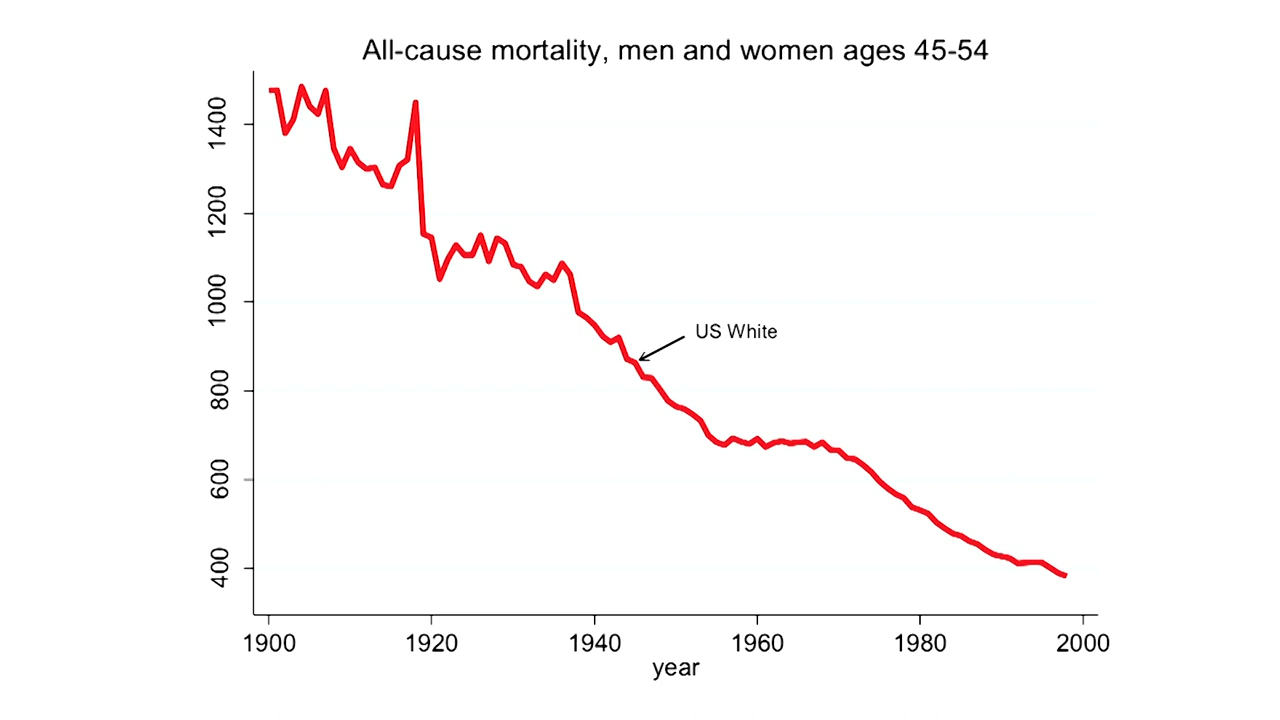 All-cause mortality, men and women ages 45-54
1400
1200
1000
800
600
400
US White
1900 1920 1940 1960 1980 2000
year